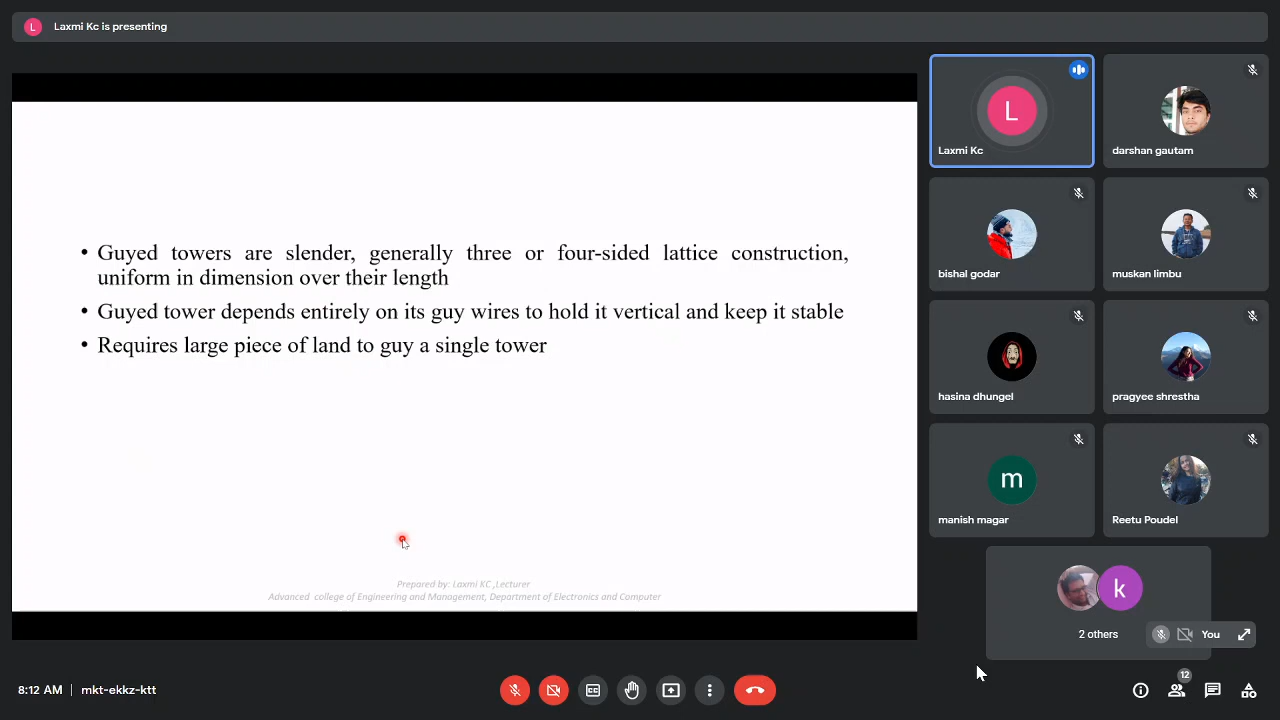 L Laxmi Kc is presenting
• Guyed towers are slender, generally three or four-sided lattice construction,
uniform in dimension over their length
• Guyed tower depends entirely on its guy wires to hold it vertical and keep it stable
• Requires large piece of land to guy a single tower
Prepared by: Laxmi KC ,Lecturer
Advanced college of Engineering and Management, Department of Electronics and Computer
L
Laxmi Kc
darshan gautam
bishal godar
muskan limbu
hasina dhungel
pragyee shrestha
m
manish magar
Reetu Poudel
k
2 others
You
8:12 AM | mkt-ekkz-ktt
CC
12